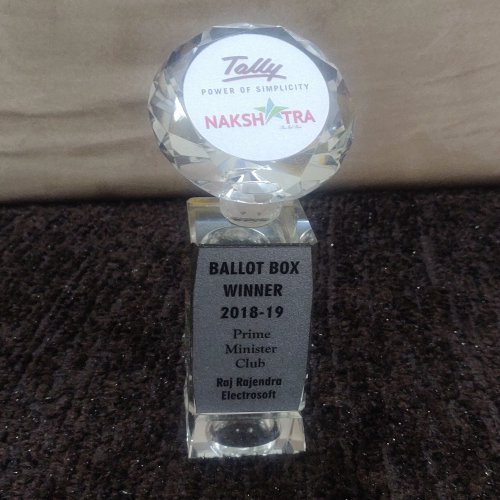 Tally
POWER OF SIMPLICITY
NAKSHATRA
BALLOT BOX
WINNER
2018-19
Prime
Minister
Club
Raj Rajendra
Electrosoft